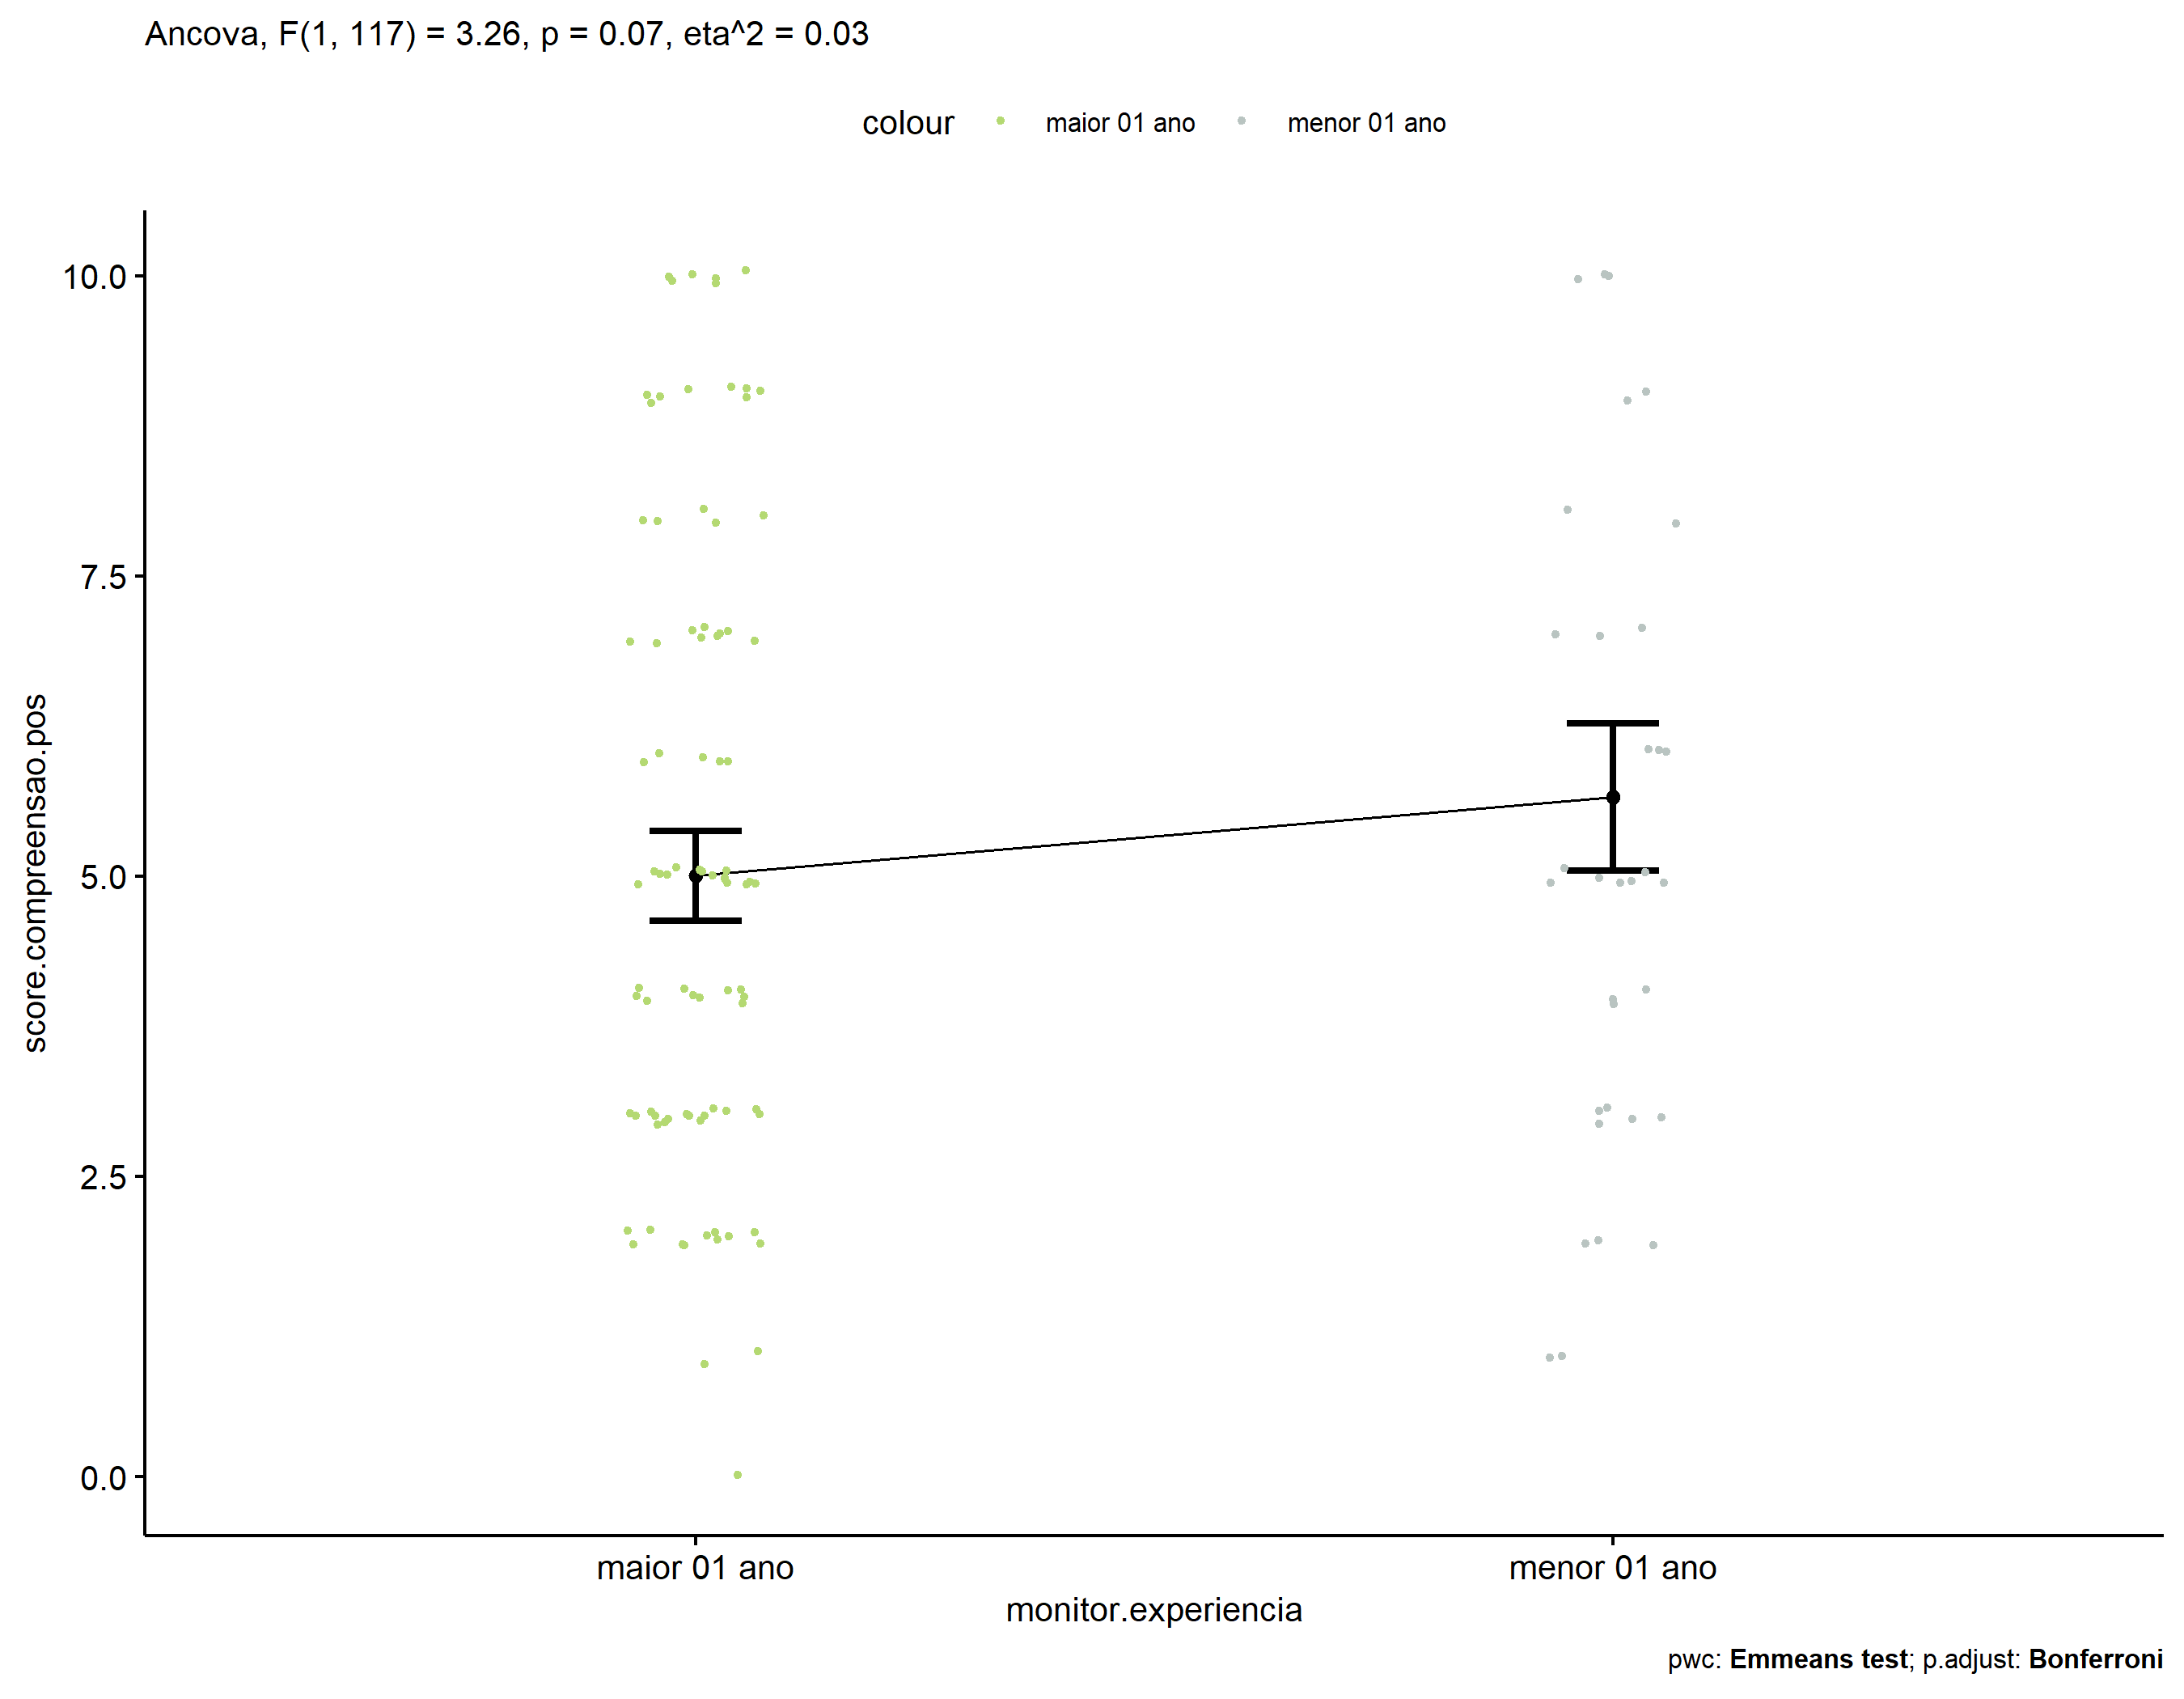 Ancova, F(1, 117) = 3.26, p = 0.07, eta^2 = 0.03
colour maior 01 ano menor 01 ano
10.0
7.5
5.0
2.5
0.0
score.compreensao.pos
maior 01 ano menor 01 ano
monitor.experiencia
pwc: Emmeans test; p.adjust: Bonferroni